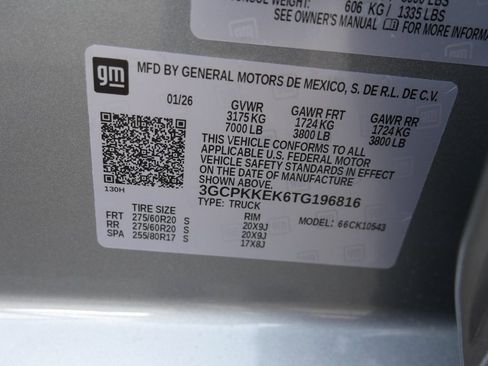 WEIGHT: 606 KG/ 1335 LBS
SEE OWNER'S MANUAL FOR MORE INFORMA
gm
MFD BY GENERAL MOTORS DE MEXICO, S. DE R.L. DE C.V.
01/26 GVWR GAWR FRT GAWR RR
3175 KG 1724 KG 1724 KG
7000 LB 3800 LB 3800 LB
THIS VEHICLE CONFORMS TO ALL
APPLICABLE U.S. FEDERAL MOTOR
VEHICLE SAFETY STANDARDS IN EFFECT
ON THE DATE OF MANUFACTURE
SHOWN ABOVE.
130H
3GCPKKEK6TG196816
TYPE: TRUCK
TIRE SIZE RIM MODEL: 66CK10543
FRT 275/60R20 S 20X9J
RR 275/60R20 S 20X9J
SPA 255/80R17 S 17X8J